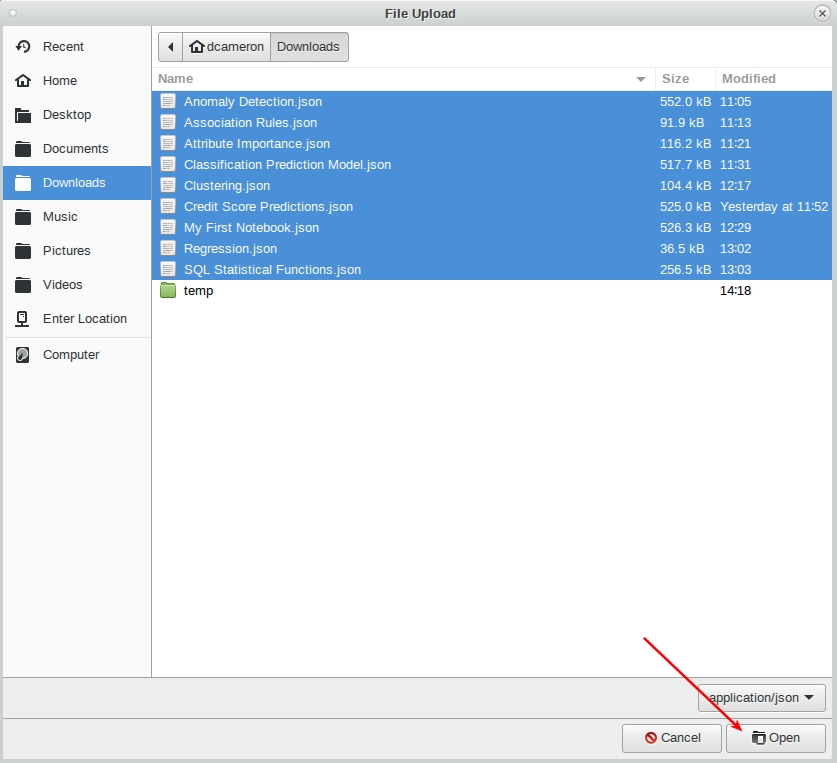 File Upload
Recent
Home
Desktop
Documents
Downloads
Music
Pictures
Videos
Enter Location
Computer
dcameron Downloads
Name Size Modified
Anomaly Detection.json 552.0 kB 11:05
Association Rules.json 91.9 kB 11:13
Attribute Importance.json 116.2 kB 11:21
Classification Prediction Model.json 517.7 kB 11:31
Clustering.json 104.4 kB 12:17
Credit Score Predictions.json 525.0 kB Yesterday at 11:52
My First Notebook.json 526.3 kB 12:29
Regression.json 36.5 kB 13:02
SQL Statistical Functions.json 256.5 kB 13:03
temp 14:18
application/json
Cancel Open